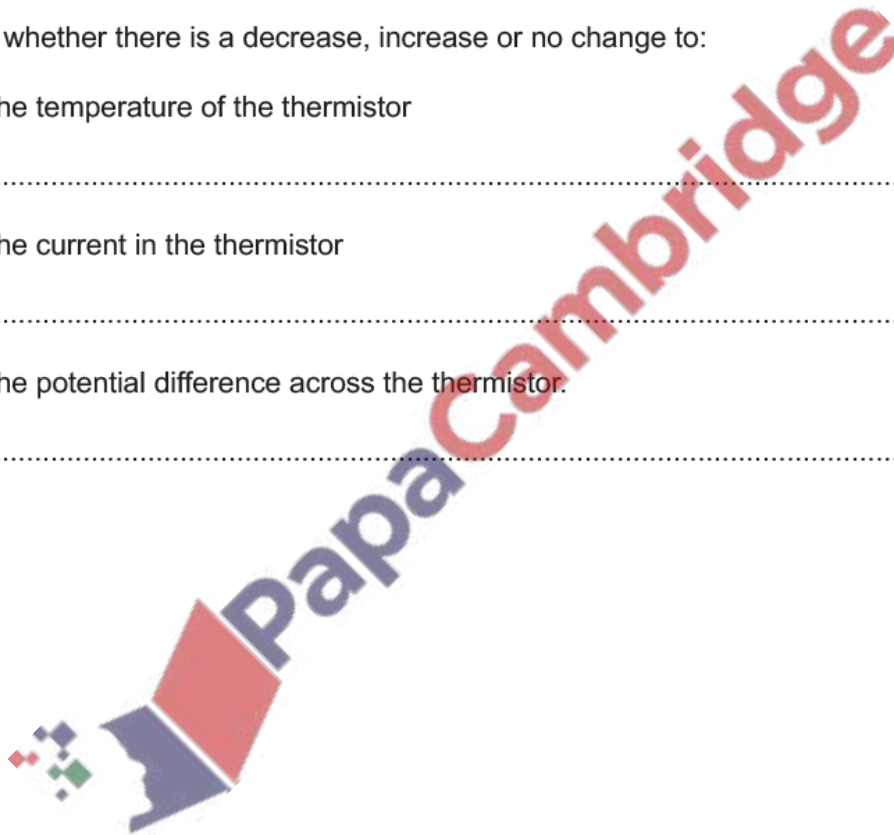 whether there is a decrease, increase or no change to:
he temperature of the thermistor
he current in the thermistor
he potential difference across the thermistor.
PapaCambridge